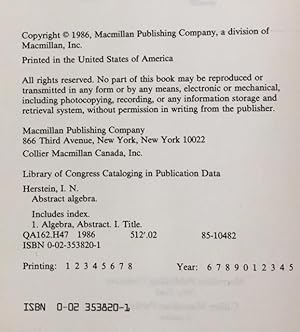 Copyright © 1986, Macmillan Publishing Company, a division of
Macmillan, Inc.
Printed in the United States of America
All rights reserved. No part of this book may be reproduced or
transmitted in any form or by any means, electronic or mechanical,
including photocopying, recording, or any information storage and
retrieval system, without permission in writing from the publisher.
Macmillan Publishing Company
866 Third Avenue, New York, New York 10022
Collier Macmillan Canada, Inc.
Library of Congress Cataloging in Publication Data
Herstein, I. N.
Abstract algebra.
Includes index.
1. Algebra, Abstract. I. Title.
QA162.H47 1986 512'.02 85-10482
ISBN 0-02-353820-1
Printing: 1 2 3 4 5 6 7 8 Year: 6 7 8 9 0 1 2 3 4 5
ISBN 0-02 353820-1